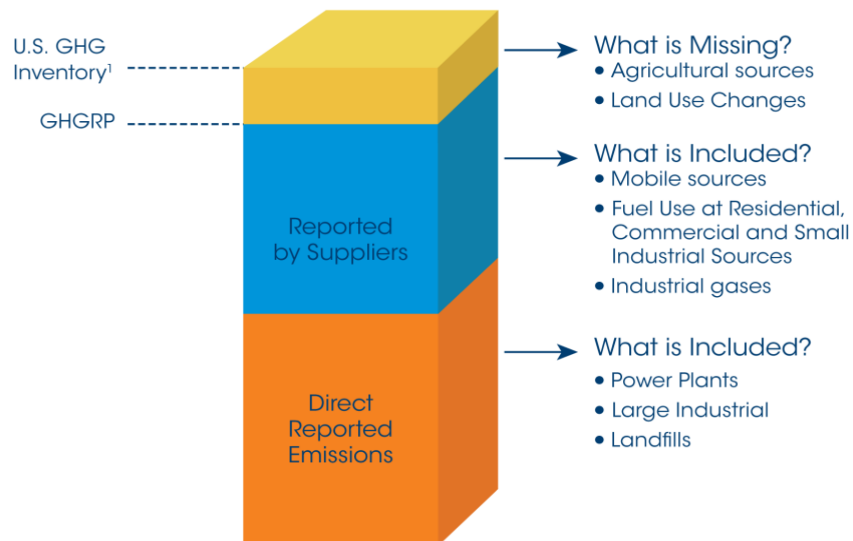 U.S. GHG
Inventory¹
GHGRP
Reported
by Suppliers
Direct
Reported
Emissions
What is Missing?
• Agricultural sources
• Land Use Changes
What is Included?
• Mobile sources
• Fuel Use at Residential,
Commercial and Small
Industrial Sources
• Industrial gases
What is Included?
• Power Plants
• Large Industrial
• Landfills